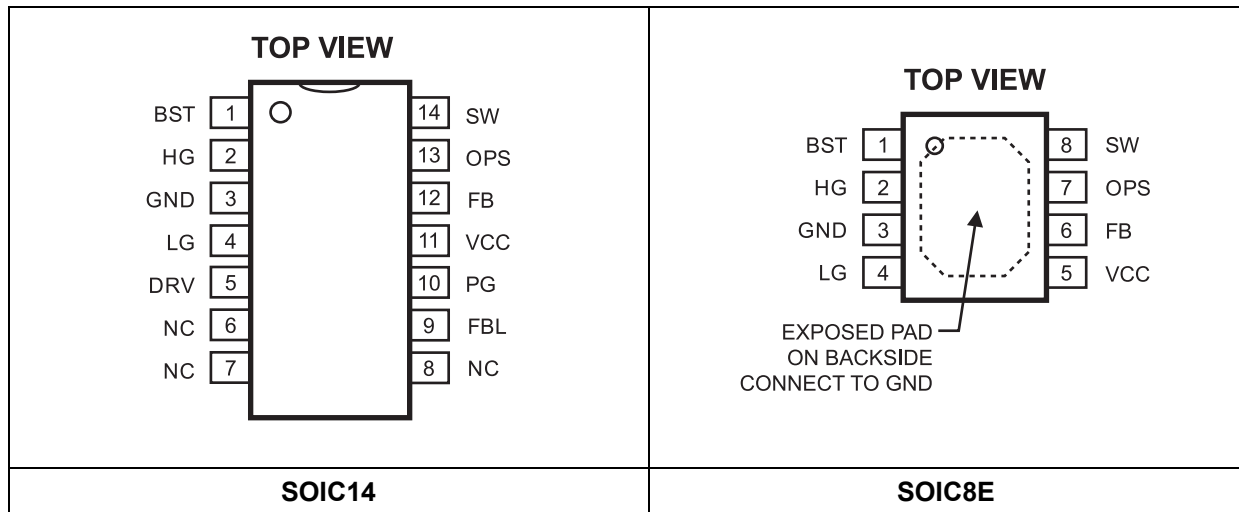 TOP VIEW
BST 1 14 SW
HG 2 13 OPS
GND 3 12 FB
LG 4 11 VCC
DRV 5 10 PG
NC 6 9 FBL
NC 7 8 NC
SOIC14
TOP VIEW
BST 1 8 SW
HG 2 7 OPS
GND 3 6 FB
LG 4 5 VCC
EXPOSED PAD
ON BACKSIDE
CONNECT TO GND
SOIC8E